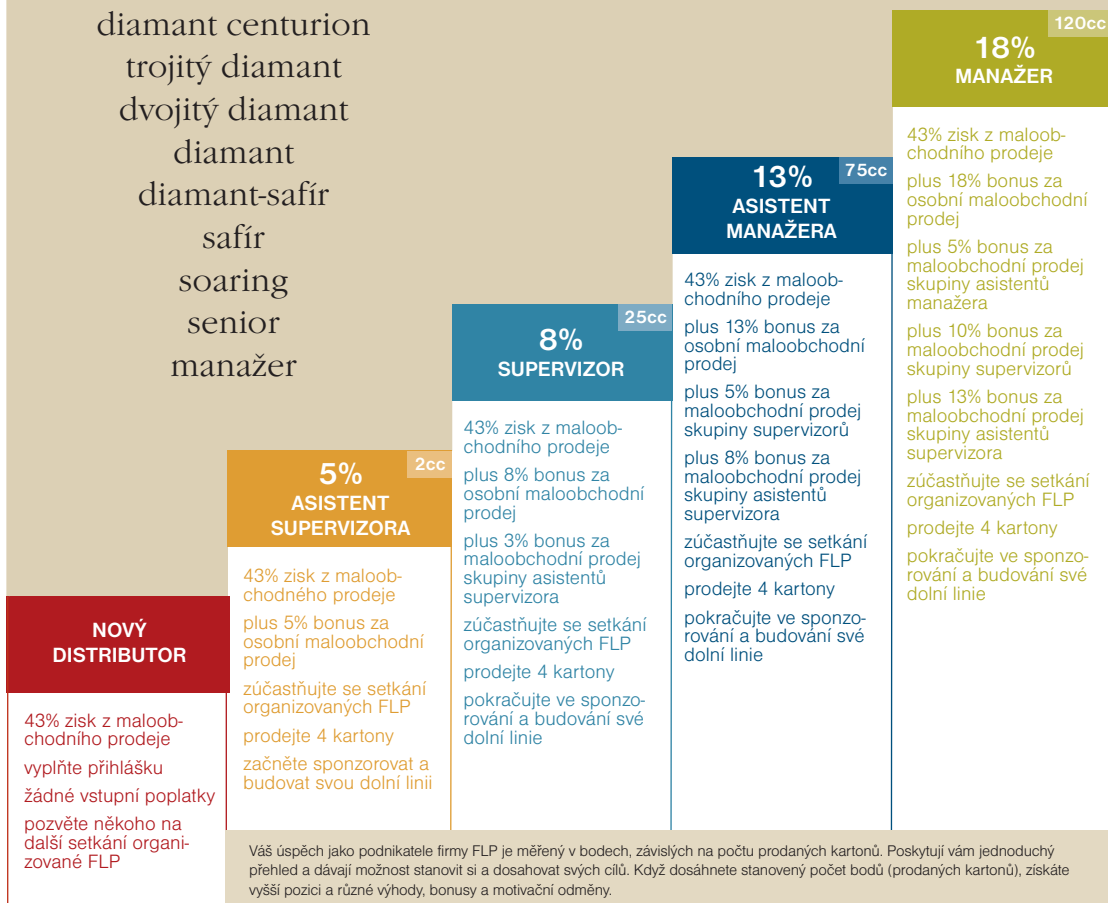 diamant centurion
trojitý diamant
dvojitý diamant
diamant
diamant-safír
safír
soaring
senior
manažer
NOVÝ
DISTRIBUTOR
43% zisk z maloob-
chodního prodeje
vyplňte přihlášku
žádné vstupní poplatky
pozvěte někoho na
další setkání organi-
zované FLP
2cc
5%
ASISTENT
SUPERVIZORA
43% zisk z maloob-
chodného prodeje
plus 5% bonus za
osobní maloobchodní
prodej
zúčastňujte se setkání
organizovaných FLP
prodejte 4 kartony
začněte sponzorovat a
budovat svou dolní linii
25cc
8%
SUPERVIZOR
43% zisk z maloob-
chodního prodeje
plus 8% bonus za
osobní maloobchodní
prodej
plus 3% bonus za
maloobchodní prodej
skupiny asistentů
supervizora
zúčastňujte se setkání
organizovaných FLP
prodejte 4 kartony
pokračujte ve sponzo-
rování a budování své
dolní linie
75cc
13%
ASISTENT
MANAŽERA
43% zisk z maloob-
chodního prodeje
plus 13% bonus za
osobní maloobchodní
prodej
plus 5% bonus za
maloobchodní prodej
skupiny supervizorů
plus 8% bonus za
maloobchodní prodej
skupiny asistentů
supervizora
zúčastňujte se setkání
organizovaných FLP
prodejte 4 kartony
pokračujte ve sponzo-
rování a budování své
dolní linie
120cc
18%
MANAŽER
43% zisk z maloob-
chodního prodeje
plus 18% bonus za
osobní maloobchodní
prodej
plus 5% bonus za
maloobchodní prodej
skupiny asistentů
manažera
plus 10% bonus za
maloobchodní prodej
skupiny supervizorů
plus 13% bonus za
maloobchodní prodej
skupiny asistentů
supervizora
zúčastňujte se setkání
organizovaných FLP
prodejte 4 kartony
pokračujte ve sponzo-
rování a budování své
dolní linie
Váš úspěch jako podnikatele firmy FLP je měřený v bodech, závislých na počtu prodaných kartonů. Poskytují vám jednoduchý
přehled a dávají možnost stanovit si a dosahovat svých cílů. Když dosáhnete stanovený počet bodů (prodaných kartonů), získáte
vyšší pozici a různé výhody, bonusy a motivační odměny.